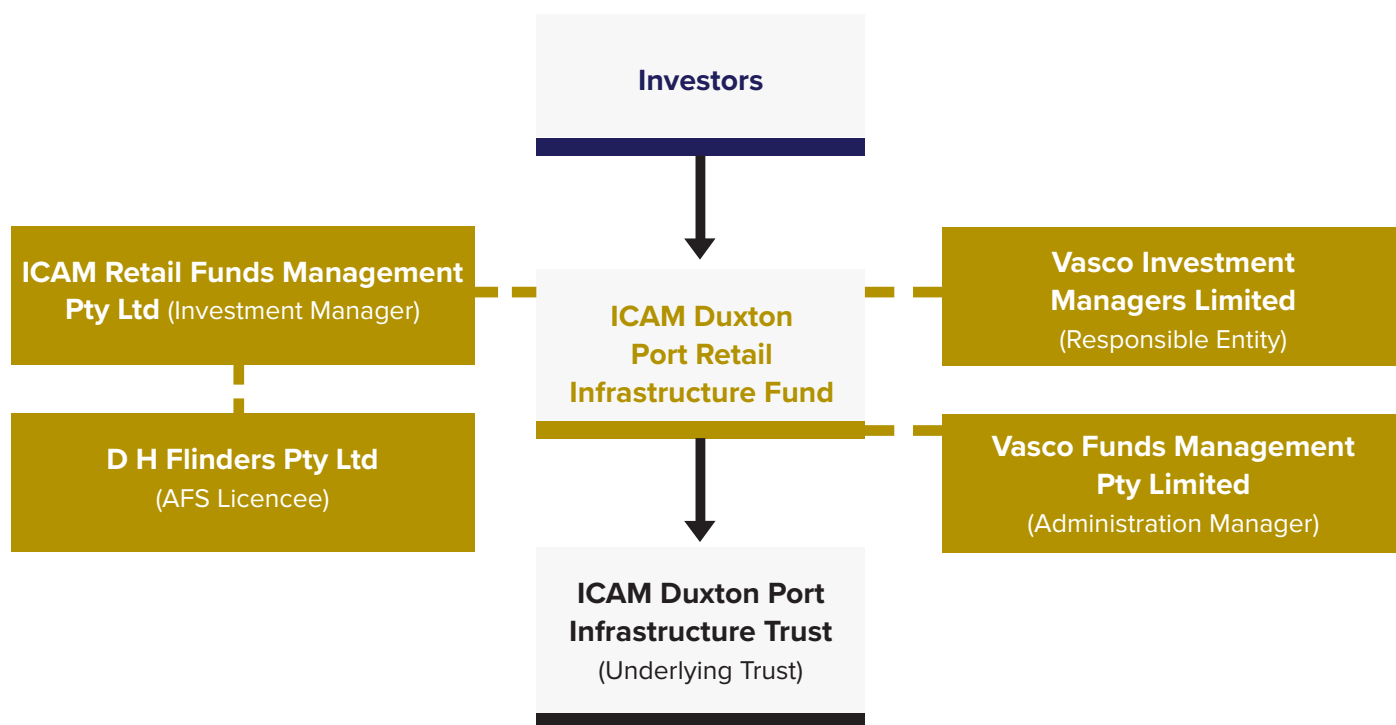 Investors
ICAM Retail Funds Management
Pty Ltd (Investment Manager)
Vasco Investment
Managers Limited
(Responsible Entity)
ICAM Duxton
Port Retail
Infrastructure Fund
D H Flinders Pty Ltd
(AFS Licencee)
Vasco Funds Management
Pty Limited
(Administration Manager)
ICAM Duxton Port
Infrastructure Trust
(Underlying Trust)